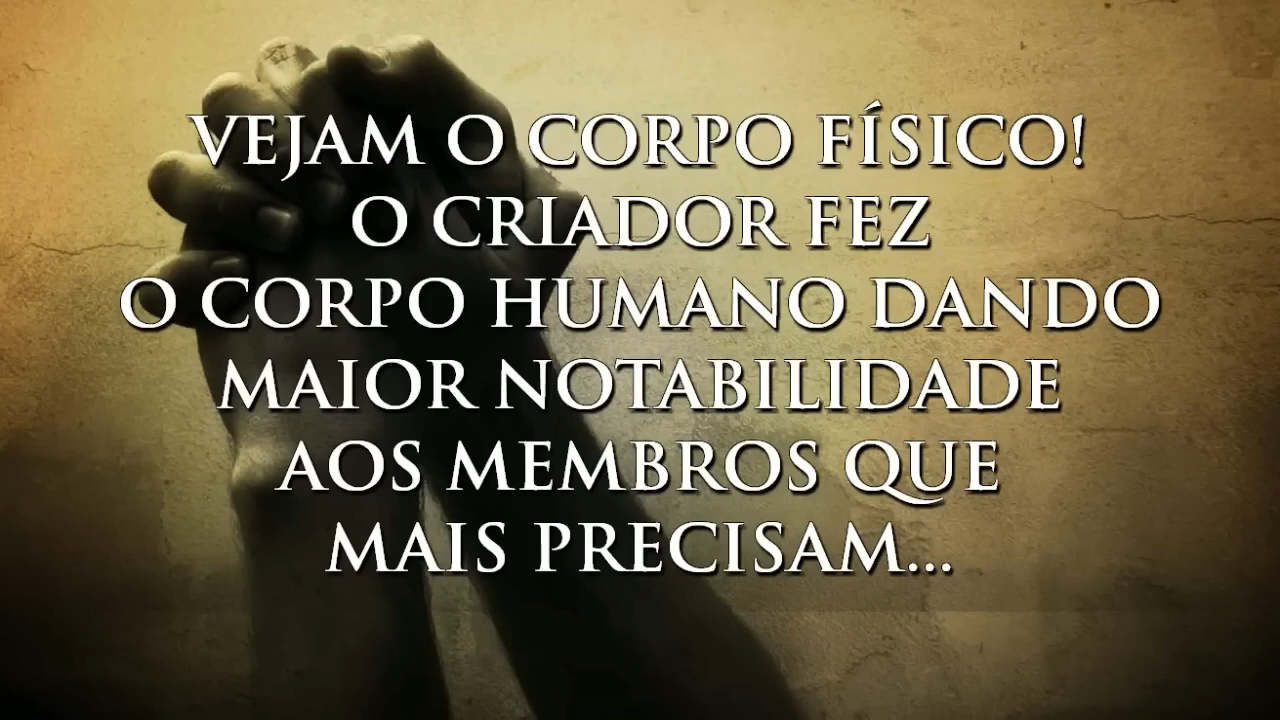 VEJAM O CORPO FÍSICO!
O CRIADOR FEZ
O CORPO HUMANO DANDO
MAIOR NOTABILIDADE
AOS MEMBROS QUE
MAIS PRECISAM...